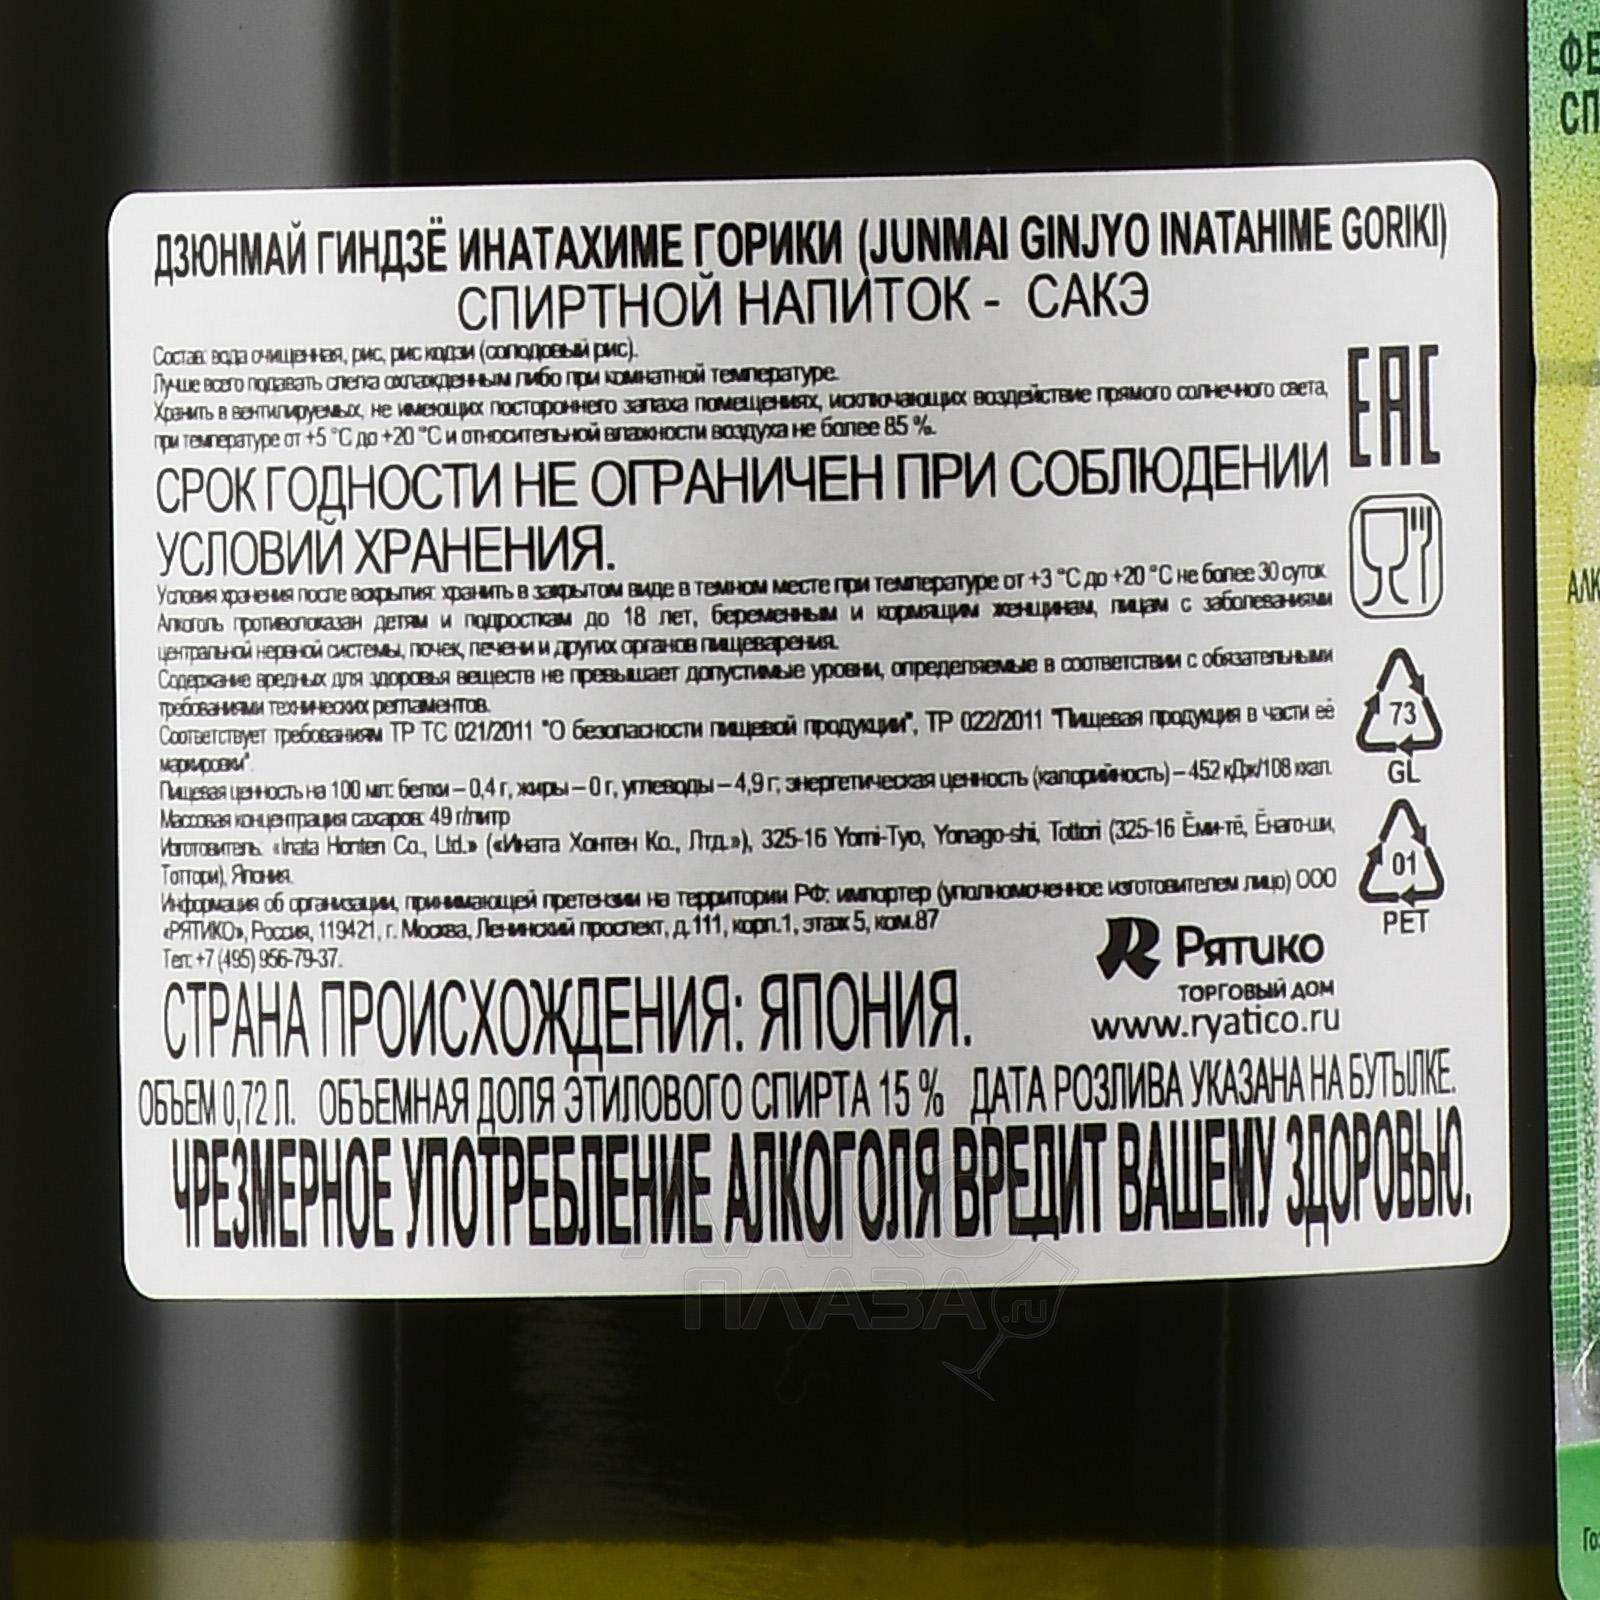 ДЗЮНМАЙ ГИНДЗЁ ИНАТАХИМЕ ГОРИКИ (JUNMAI GINJYO INATAHIME GORIKI)
СПИРТНОЙ НАПИТОК - САКЭ
Состав: вода очищенная, рис, рис кодзи (солодовый рис).
Лучше всего подавать слегка охлажденным либо при комнатной температуре.
Хранить в вентилируемых, не имеющих постороннего запаха помещениях, исключающих воздействие прямого солнечного света,
при температуре от +5 °С до +20 °С и относительной влажности воздуха не более 85 %.
СРОК ГОДНОСТИ НЕ ОГРАНИЧЕН ПРИ СОБЛЮДЕНИИ
УСЛОВИЙ ХРАНЕНИЯ.
Условия хранения после вскрытия: хранить в закрытом виде в темном месте при температуре от +3 °С до +20 °С не более 30 суток.
Алкоголь противопоказан детям и подросткам до 18 лет, беременным и кормящим женщинам, лицам с заболеваниями
центральной нервной системы, почек, печени и других органов пищеварения.
Содержание вредных для здоровья веществ не превышает допустимые уровни, определяемые в соответствии с обязательными
требованиями технических регламентов.
Соответствует требованиям ТР ТС 021/2011 "О безопасности пищевой продукции", ТР 022/2011 "Пищевая продукция в части её
маркировки".
Пищевая ценность на 100 мл: белки – 0,4 г, жиры – 0 г, углеводы – 4,9 г; энергетическая ценность (калорийность) – 452 кДж/108 ккал.
Массовая концентрация сахаров: 49 г/литр
Изготовитель: «Inata Honten Co., Ltd.» («Ината Хонтен Ко., Лтд.»), 325-16 Yomi-Tyo, Yonago-shi, Tottori (325-16 Ёми-тё, Ёнаго-ши,
Тоттори), Япония.
Информация об организации, принимающей претензии на территории РФ: импортер (уполномоченное изготовителем лицо) ООО
«РЯТИКО», Россия, 119421, г. Москва, Ленинский проспект, д.111, корп.1, этаж 5, ком.87
Тел: +7 (495) 956-79-37.
СТРАНА ПРОИСХОЖДЕНИЯ: ЯПОНИЯ.
ОБЪЕМ 0,72 Л. ОБЪЕМНАЯ ДОЛЯ ЭТИЛОВОГО СПИРТА 15 % ДАТА РОЗЛИВА УКАЗАНА НА БУТЫЛКЕ.
ЧРЕЗМЕРНОЕ УПОТРЕБЛЕНИЕ АЛКОГОЛЯ ВРЕДИТ ВАШЕМУ ЗДОРОВЬЮ.
EAC
73
GL
01
PET
РЯТИКО
ТОРГОВЫЙ ДОМ
www.ryatico.ru
АЛКО
ПЛАЗА
.ru
ФЕ
СП
АЛК
Гоз